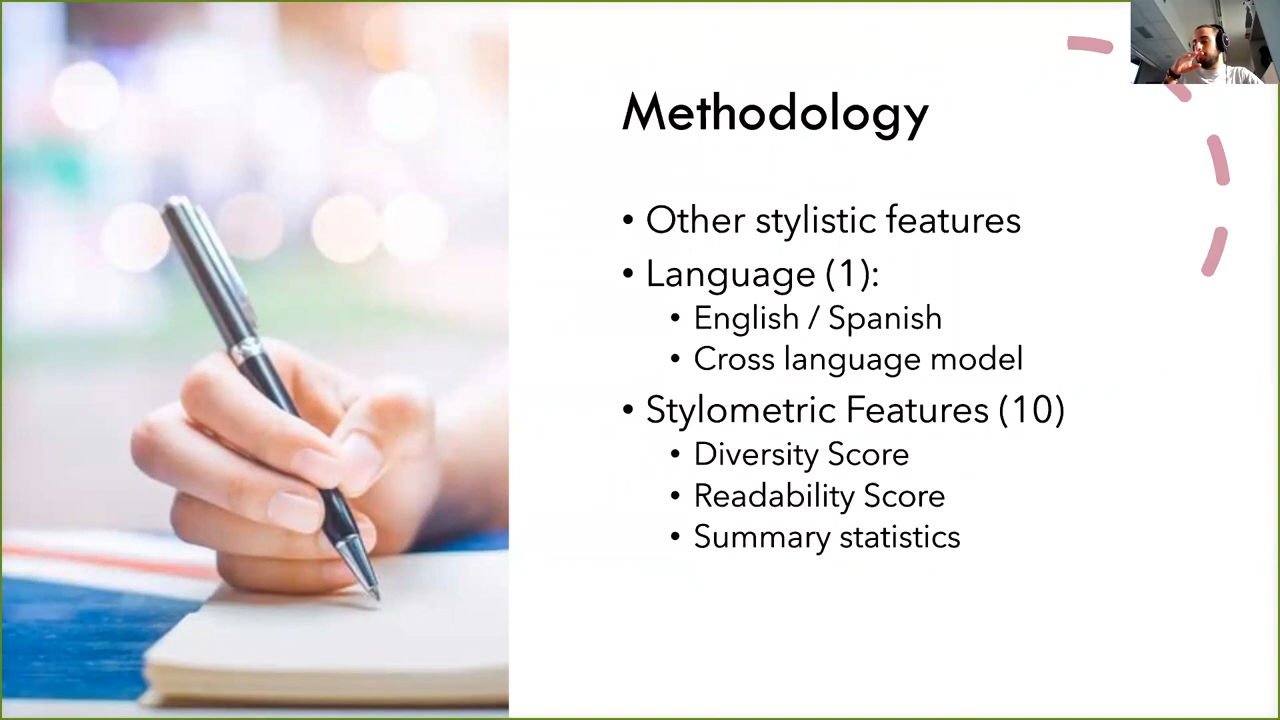 Methodology
• Other stylistic features
• Language (1):
• English / Spanish
• Cross language model
• Stylometric Features (10)
• Diversity Score
• Readability Score
• Summary statistics